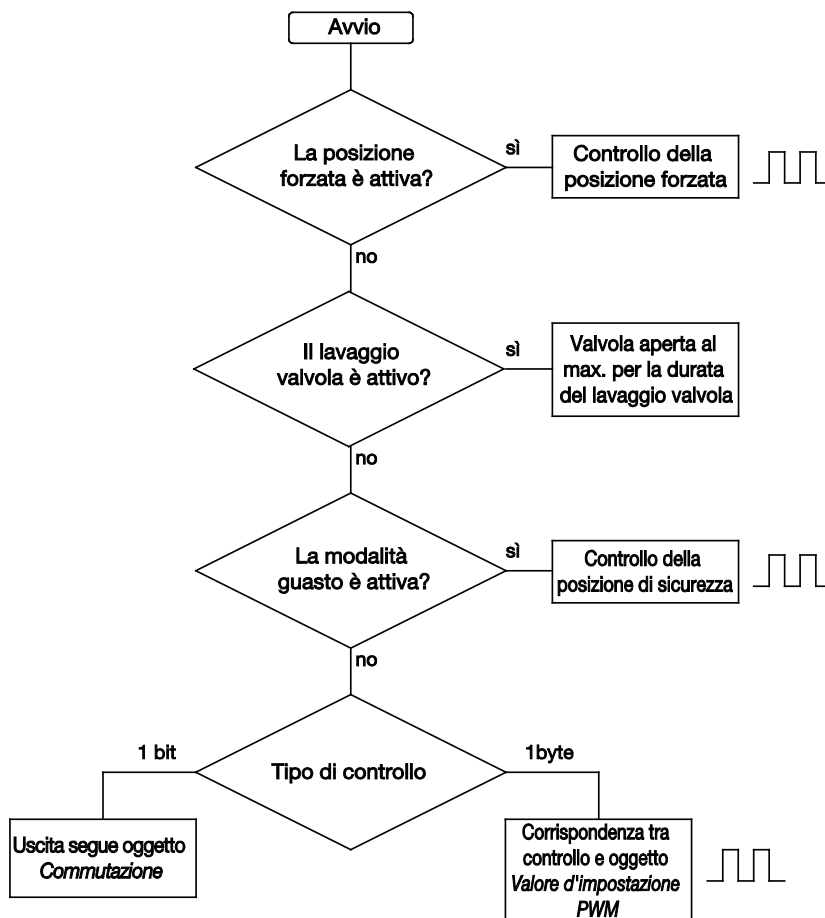 Avvio
La posizione
forzata è attiva?
sì
Controllo della
posizione forzata
no
Il lavaggio
valvola è attivo?
sì
Valvola aperta al
max. per la durata
del lavaggio valvola
no
La modalità
guasto è attiva?
sì
Controllo della
posizione di sicurezza
no
1 bit
Tipo di controllo
1byte
Uscita segue oggetto
Commutazione
Corrispondenza tra
controllo e oggetto
Valore d'impostazione
PWM